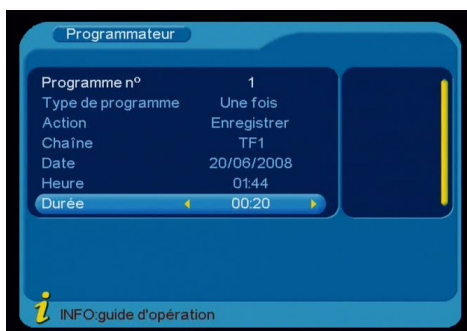 Programmateur
Programme nº 1
Type de programme Une fois
Action Enregistrer
Chaîne TF1
Date 20/06/2008
Heure 01:44
Durée 00:20
INFO:guide d'opération